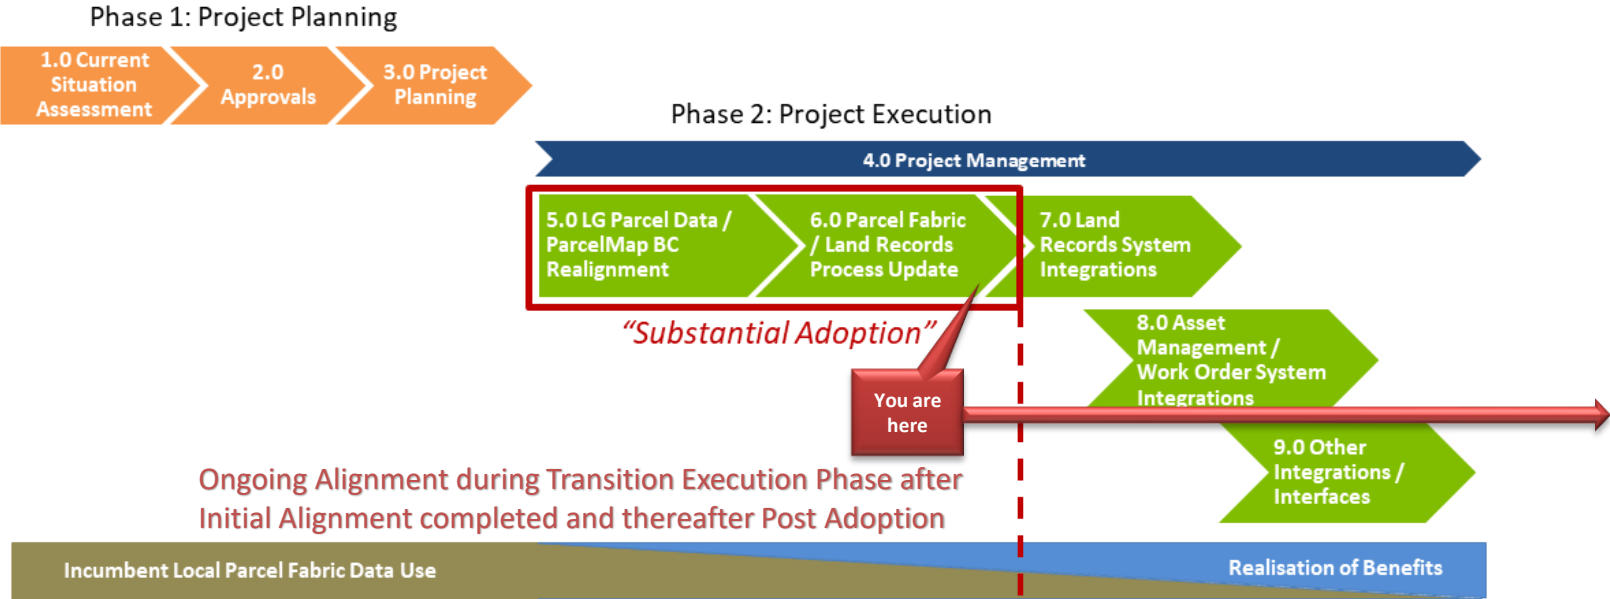 Phase 1: Project Planning
1.0 Current
Situation
Assessment
2.0
Approvals
3.0 Project
Planning
Phase 2: Project Execution
4.0 Project Management
5.0 LG Parcel Data /
ParcelMap BC
Realignment
6.0 Parcel Fabric
/ Land Records
Process Update
7.0 Land
Records System
Integrations
“Substantial Adoption”
8.0 Asset
Management /
Work Order System
Integrations
You are
here
9.0 Other
Integrations /
Interfaces
Ongoing Alignment during Transition Execution Phase after
Initial Alignment completed and thereafter Post Adoption
Incumbent Local Parcel Fabric Data Use
Realisation of Benefits